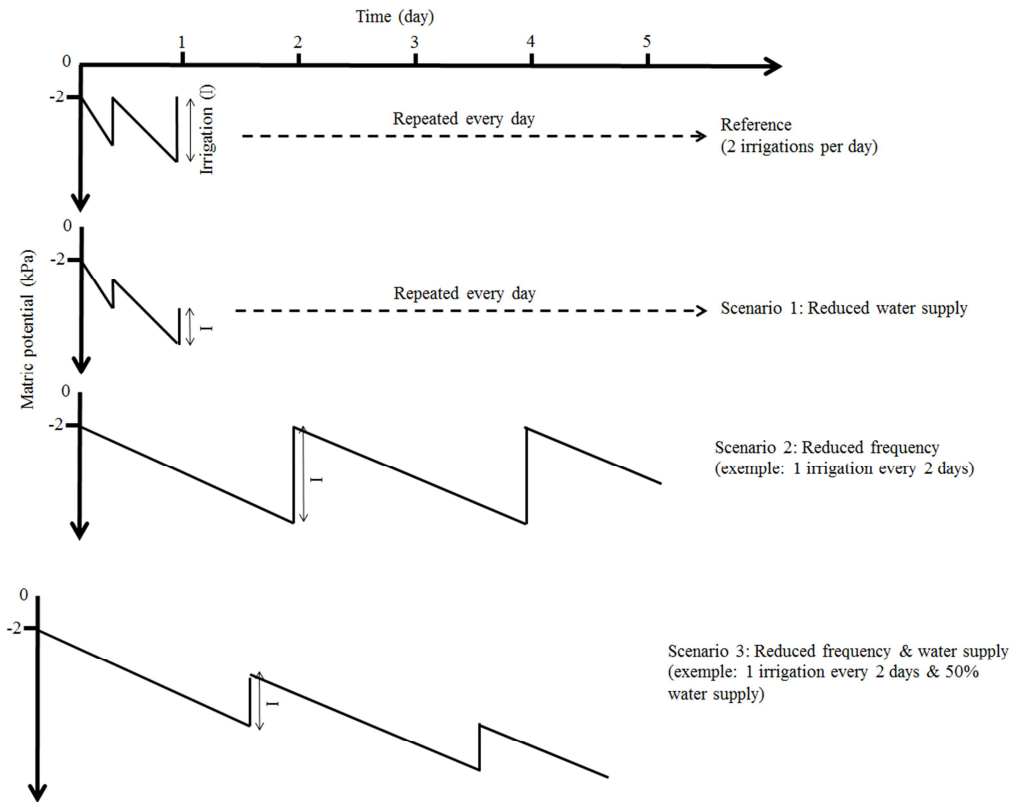 Time (day)
1 2 3 4 5
0
-2
Irrigation (I)
Repeated every day
Reference
(2 irrigations per day)
Matric potential (kPa)
0
-2
I
Repeated every day
Scenario 1: Reduced water supply
0
-2
I
Scenario 2: Reduced frequency
(exemple: 1 irrigation every 2 days)
0
-2
I
Scenario 3: Reduced frequency & water supply
(exemple: 1 irrigation every 2 days & 50%
water supply)